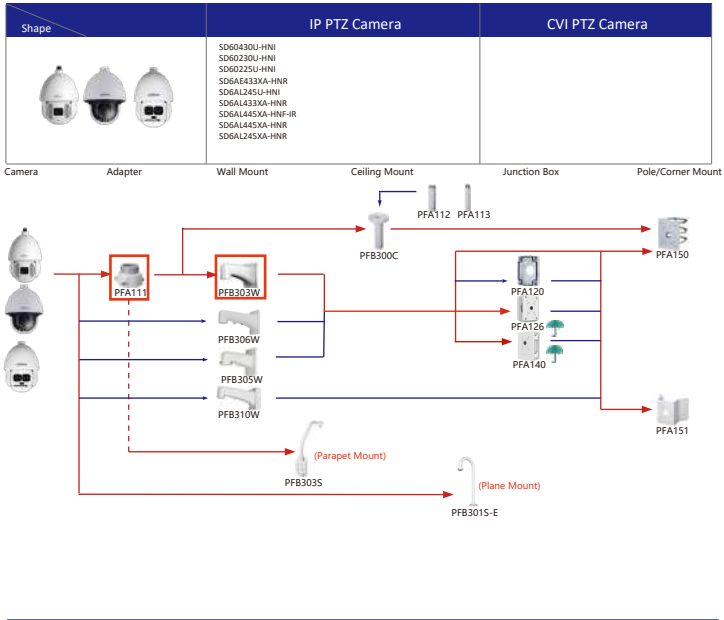 Shape
IP PTZ Camera
CVI PTZ Camera
SD60430U-HNI
SD60230U-HNI
SD60225U-HNI
SD6AE433XA-HNR
SD6AL245U-HNI
SD6AL433XA-HNR
SD6AL445XA-HNF-IR
SD6AL445XA-HNR
SD6AL245XA-HNR
Camera
Adapter
Wall Mount
Ceiling Mount
Junction Box
Pole/Corner Mount
PFA112
PFA113
PFB300C
PFA150
PFA111
PFB303W
PFA120
PFA126
PFB306W
PFA140
PFB305W
PFB310W
PFA151
(Parapet Mount)
PFB303S
(Plane Mount)
PFB301S-E